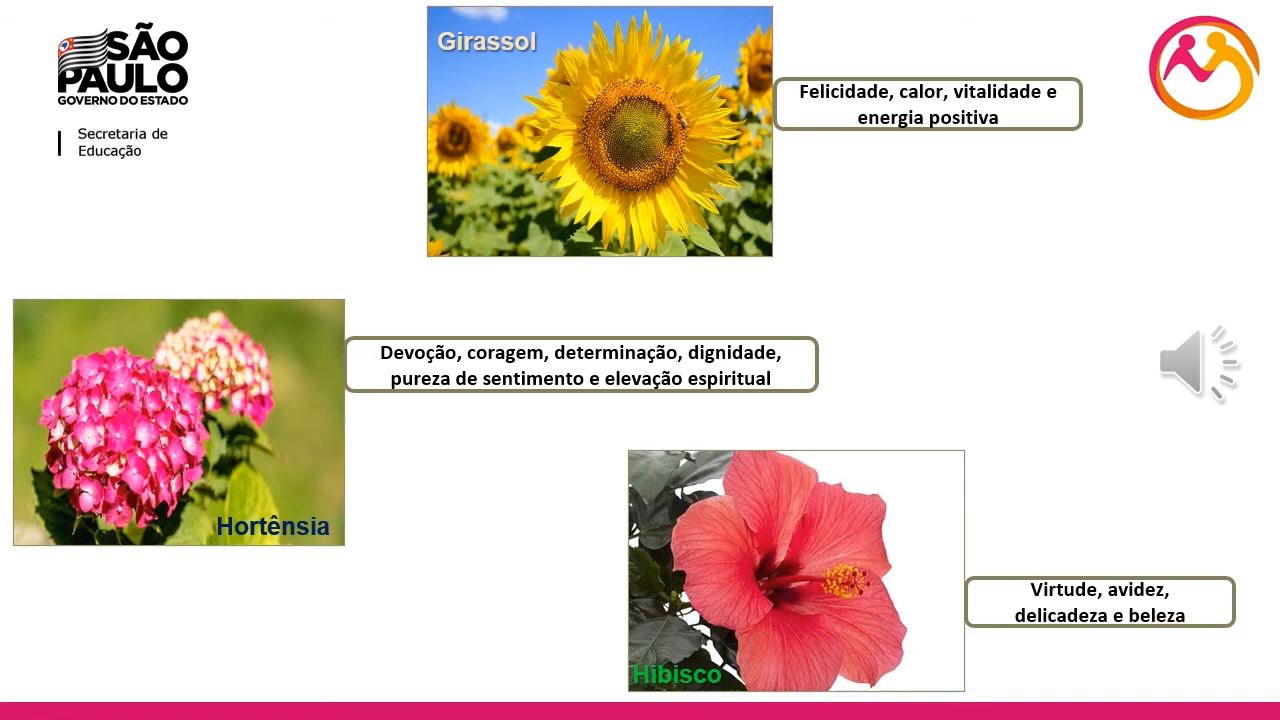 SÃO
PAULO
GOVERNO DO ESTADO
Secretaria de
Educação
Girassol
Felicidade, calor, vitalidade e
energia positiva
Devoção, coragem, determinação, dignidade,
pureza de sentimento e elevação espiritual
Hortênsia
Virtude, avidez,
delicadeza e beleza
Hibisco